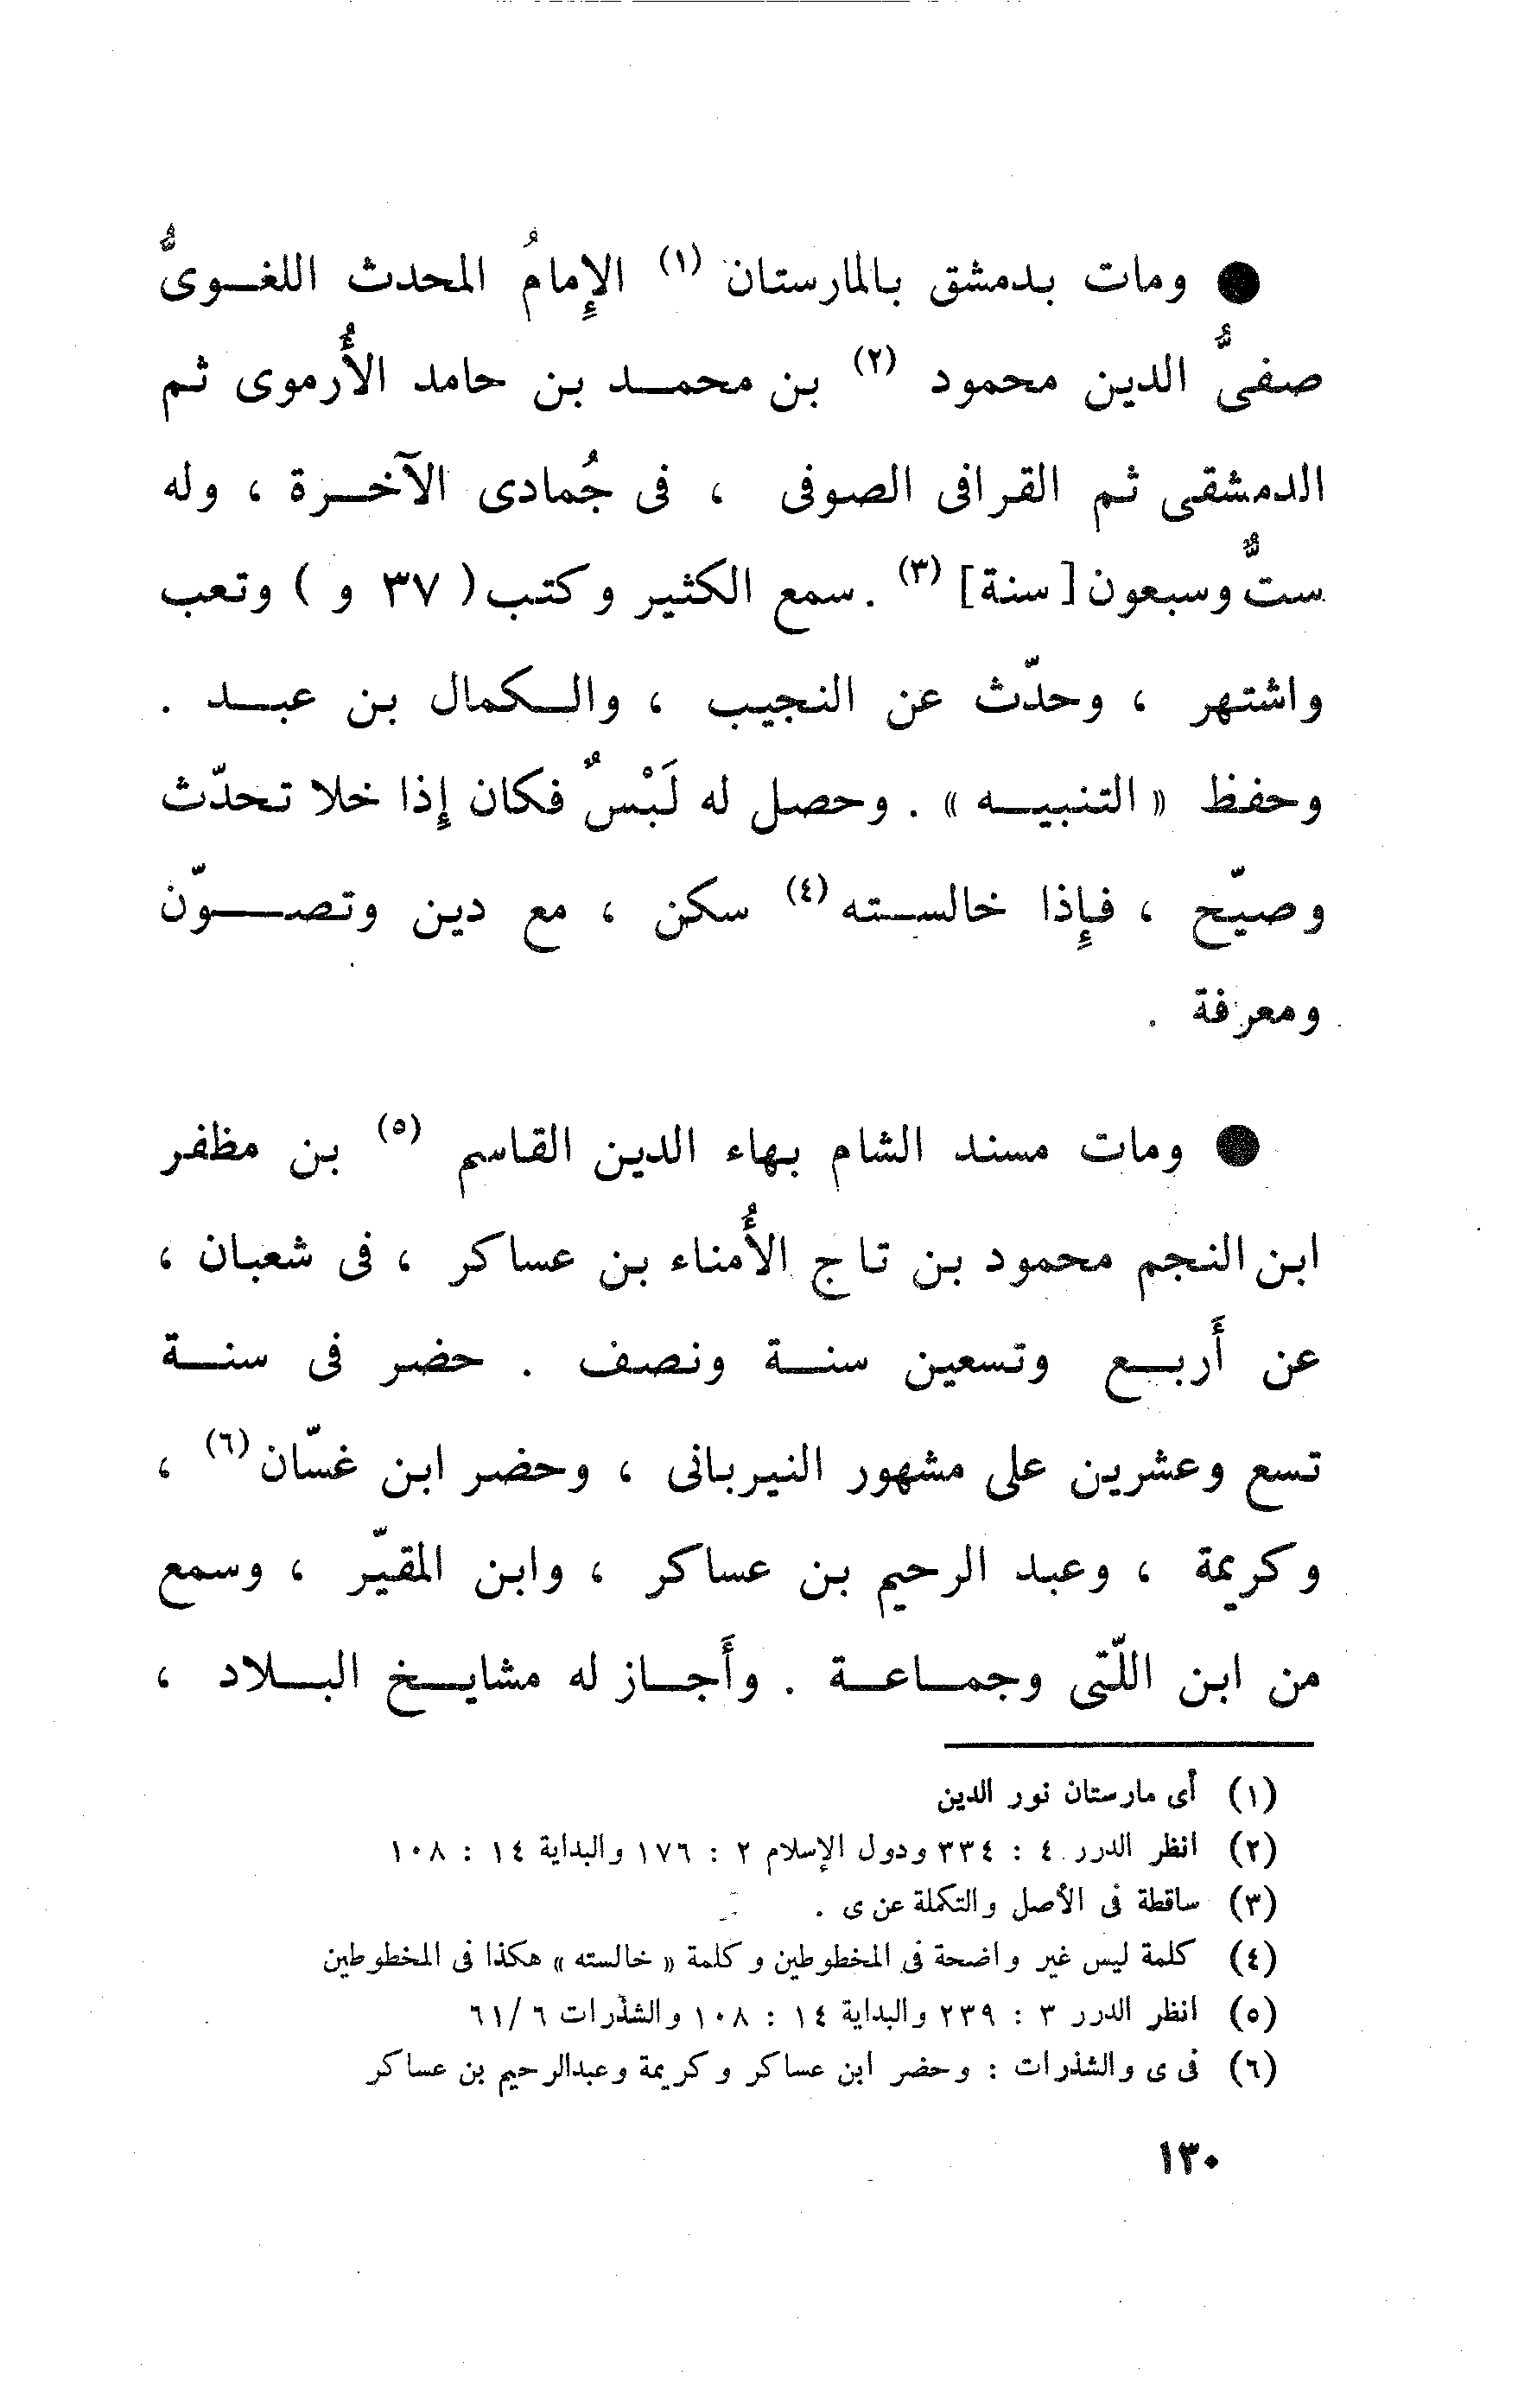 ● ومات بدمشق بالمارستان (١) الإِمامُ المحدث اللغوىُّ
صفىُّ الدين محمود (٢) بن محمد بن حامد الأُرموى ثم
الدمشقى ثم القرافى الصوفى ، فى جُمادى الآخرة ، وله
ستٌّ وسبعون [سنة] (٣) . سمع الكثير وكتب ( ٣٧ و ) وتعب
واشتهر ، وحدّث عن النجيب ، والكمال بن عبد .
وحفظ « التنبيه » . وحصل له لَبْسٌ فكان إِذا خلا تحدّث
وصيّح ، فإِذا خالسته (٤) سكن ، مع دين وتصوّن
ومعرفة .
● ومات مسند الشام بهاء الدين القاسم (٥) بن مظفر
ابن النجم محمود بن تاج الأُمناء بن عساكر ، فى شعبان ،
عن أَربع وتسعين سنة ونصف . حضر فى سنة
تسع وعشرين على مشهور النيربانى ، وحضر ابن غسّان (٦) ،
وكريمة ، وعبد الرحيم بن عساكر ، وابن المقيّر ، وسمع
من ابن اللّتى وجماعة . وأَجاز له مشايخ البلاد ،
(١) أى مارستان نور الدين
(٢) انظر الدرر ٤ : ٣٣٤ ودول الإسلام ٢ : ١٧٦ والبداية ١٤ : ١٠٨
(٣) ساقطة فى الأصل والتكملة عن ى .
(٤) كلمة ليس غير واضحة فى المخطوطين وكلمة « خالسته » هكذا فى المخطوطين
(٥) انظر الدرر ٣ : ٢٣٩ والبداية ١٤ : ١٠٨ والشذرات ٦ /٦١
(٦) فى ى والشذرات : وحضر ابن عساكر وكريمة وعبدالرحيم بن عساكر
١٣٠